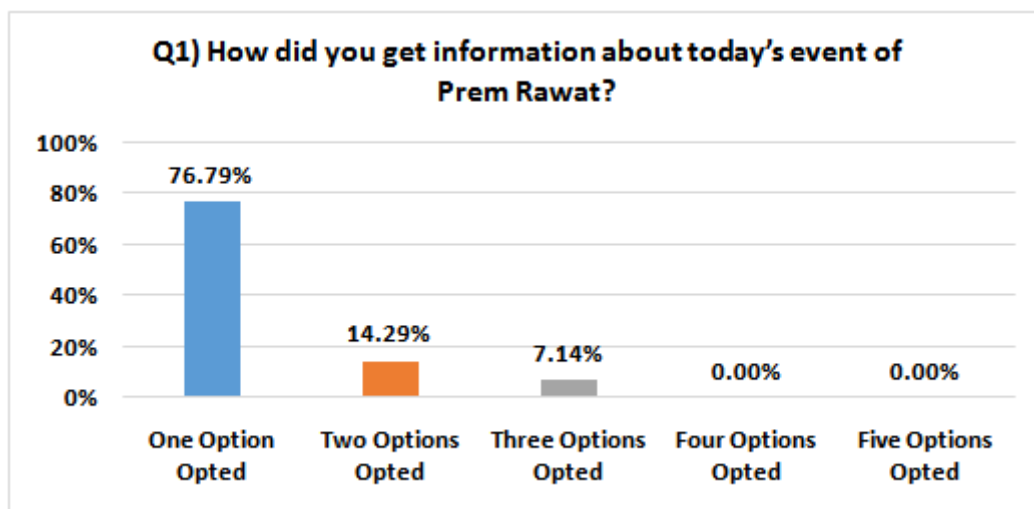 Q1) How did you get information about today’s event of
Prem Rawat?
100%
80%
60%
40%
20%
0%
76.79%
14.29%
7.14%
0.00%
0.00%
One Option
Opted
Two Options
Opted
Three Options
Opted
Four Options
Opted
Five Options
Opted